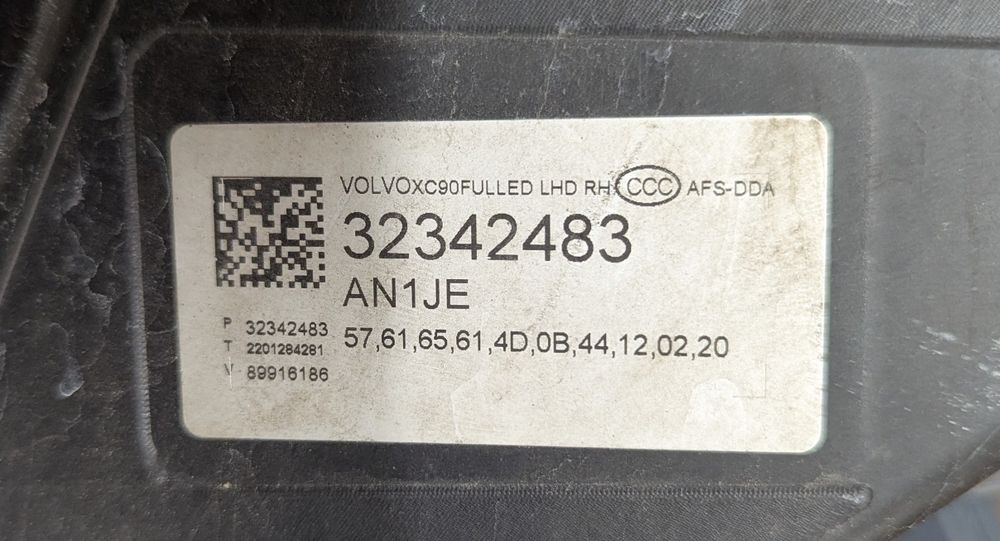 VOLVOXC90FULLED LHD RH CCC AFS-DDA
32342483
AN1JE
57,61,65,61,4D,0B,44,12,02,20
P 32342483
T 2201284281
V 89916186